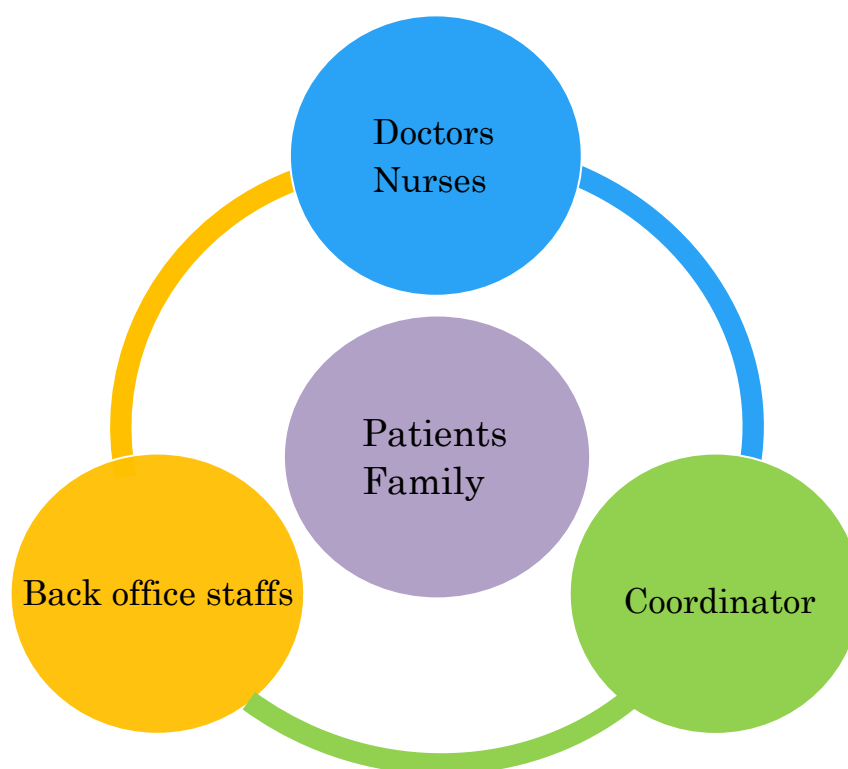 Doctors
Nurses
Patients
Family
Back office staffs
Coordinator